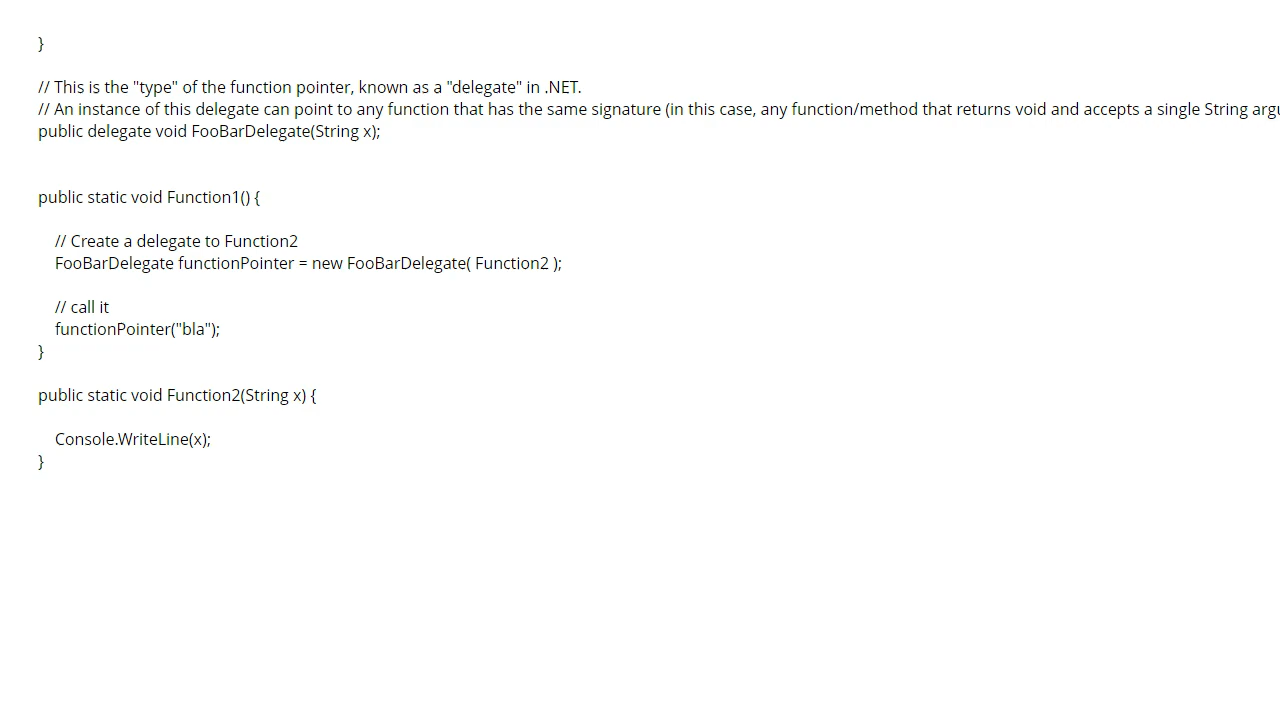 }
// This is the "type" of the function pointer, known as a "delegate" in .NET.
// An instance of this delegate can point to any function that has the same signature (in this case, any function/method that returns void and accepts a single String
public delegate void FooBarDelegate(String x);
public static void Function1() {
// Create a delegate to Function2
FooBarDelegate functionPointer = new FooBarDelegate( Function2 );
// call it
functionPointer("bla");
}
public static void Function2(String x) {
Console.WriteLine(x);
}